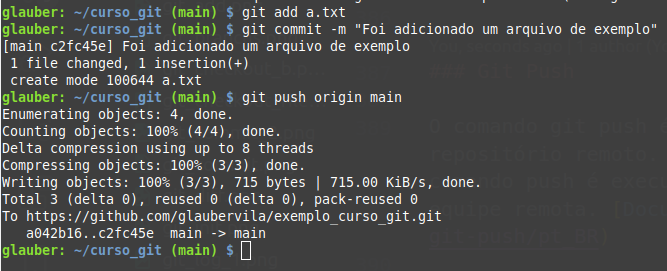 glauber: ~/curso_git (main) $ git add a.txt
glauber: ~/curso_git (main) $ git commit -m "Foi adicionado um arquivo de exemplo"
[main c2fc45e] Foi adicionado um arquivo de exemplo
 1 file changed, 1 insertion(+)
 create mode 100644 a.txt
glauber: ~/curso_git (main) $ git push origin main
Enumerating objects: 4, done.
Counting objects: 100% (4/4), done.
Delta compression using up to 8 threads
Compressing objects: 100% (3/3), done.
Writing objects: 100% (3/3), 715 bytes | 715.00 KiB/s, done.
Total 3 (delta 0), reused 0 (delta 0), pack-reused 0
To https://github.com/glaubervila/exemplo_curso_git.git
   a042b16..c2fc45e  main -> main
glauber: ~/curso_git (main) $
Git Push
O comando git push